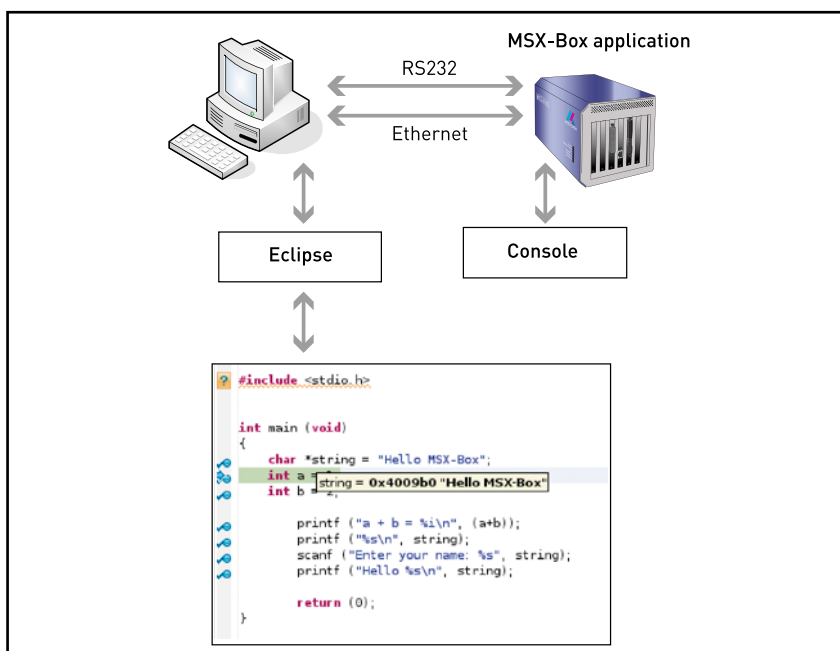 MSX-Box application
RS232
Ethernet
Eclipse
Console
?
#include <stdio.h>
int main (void)
{
char *string = "Hello MSX-Box";
int a =
string = 0x4009b0 "Hello MSX-Box"
int b =
printf ("a + b = %i\n", (a+b));
printf ("%s\n", string);
scanf ("Enter your name: %s", string);
printf ("Hello %s\n", string);
return (0);
}